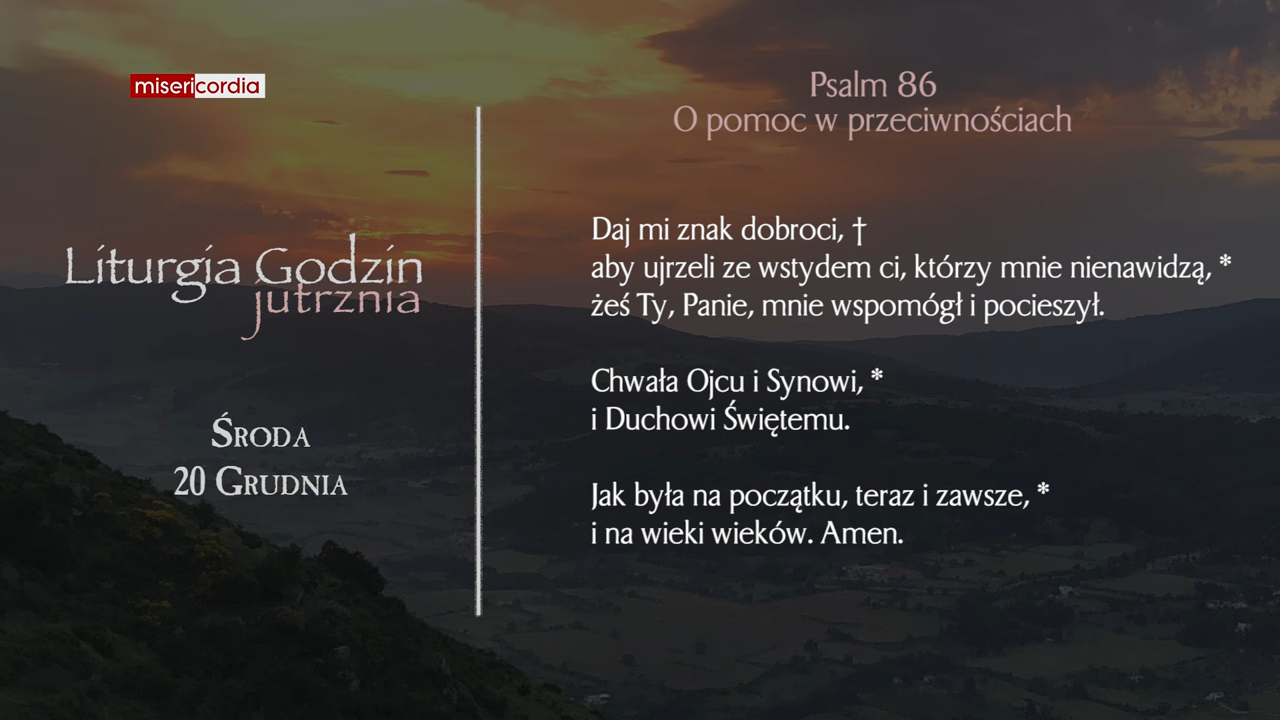 misericordia
Liturgia Godzin
jutrznia
Środa
20 Grudnia
Psalm 86
O pomoc w przeciwnościach
Daj mi znak dobroci, †
aby ujrzeli ze wstydem ci, którzy mnie nienawidzą, *
żeś Ty, Panie, mnie wspomógł i pocieszył.
Chwała Ojcu i Synowi, *
i Duchowi Świętemu.
Jak była na początku, teraz i zawsze, *
i na wieki wieków. Amen.